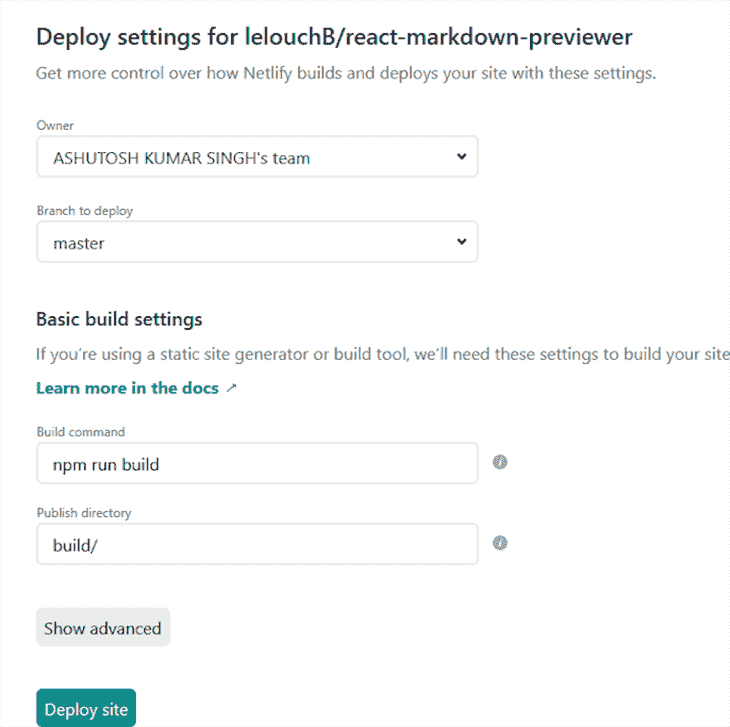 Deploy settings for lelouchB/react-markdown-previewer
Get more control over how Netlify builds and deploys your site with these settings.
Owner
ASHUTOSH KUMAR SINGH's team
Branch to deploy
master
Basic build settings
If you're using a static site generator or build tool, we'll need these settings to build your site
Learn more in the docs ↗
Build command
npm run build
Publish directory
build/
Show advanced
Deploy site